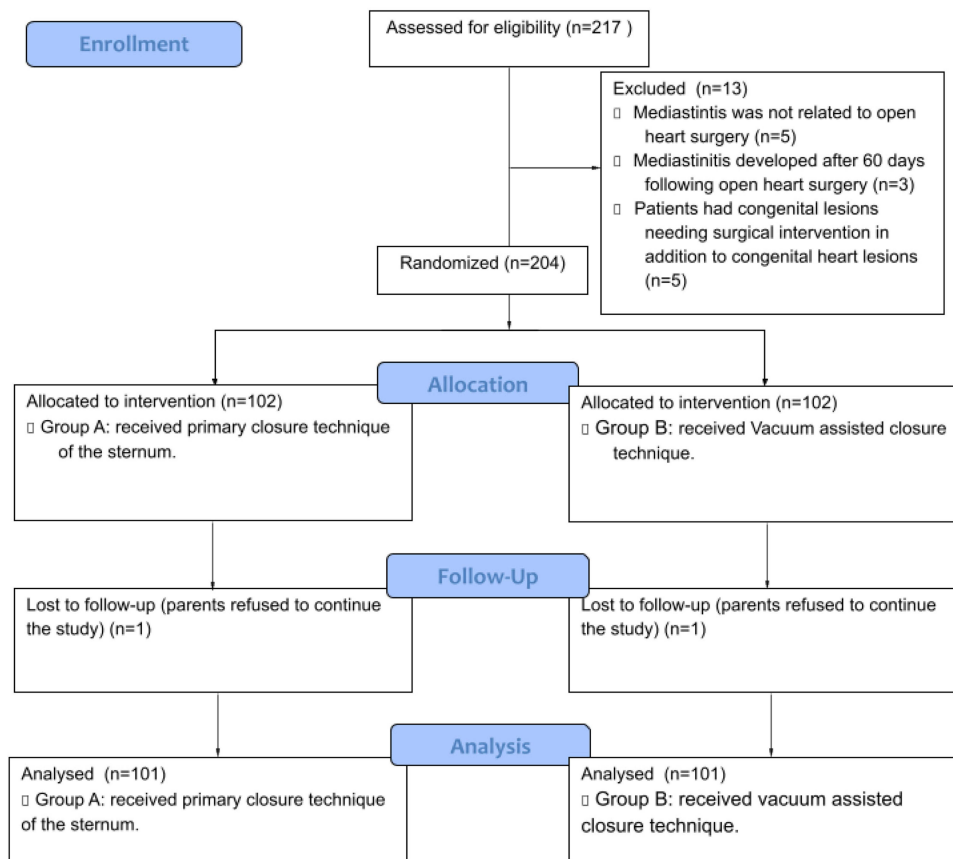 Enrollment
Assessed for eligibility (n=217 )
Excluded (n=13)
▯ Mediastintis was not related to open
heart surgery (n=5)
▯ Mediastinitis developed after 60 days
following open heart surgery (n=3)
▯ Patients had congenital lesions
needing surgical intervention in
addition to congenital heart lesions
(n=5)
Randomized (n=204)
Allocation
Allocated to intervention (n=102)
▯ Group A: received primary closure technique
of the sternum.
Allocated to intervention (n=102)
▯ Group B: received Vacuum assisted closure
technique.
Follow-Up
Lost to follow-up (parents refused to continue
the study) (n=1)
Lost to follow-up (parents refused to continue
the study) (n=1)
Analysis
Analysed (n=101)
▯ Group A: received primary closure technique
of the sternum.
Analysed (n=101)
▯ Group B: received vacuum assisted
closure technique.